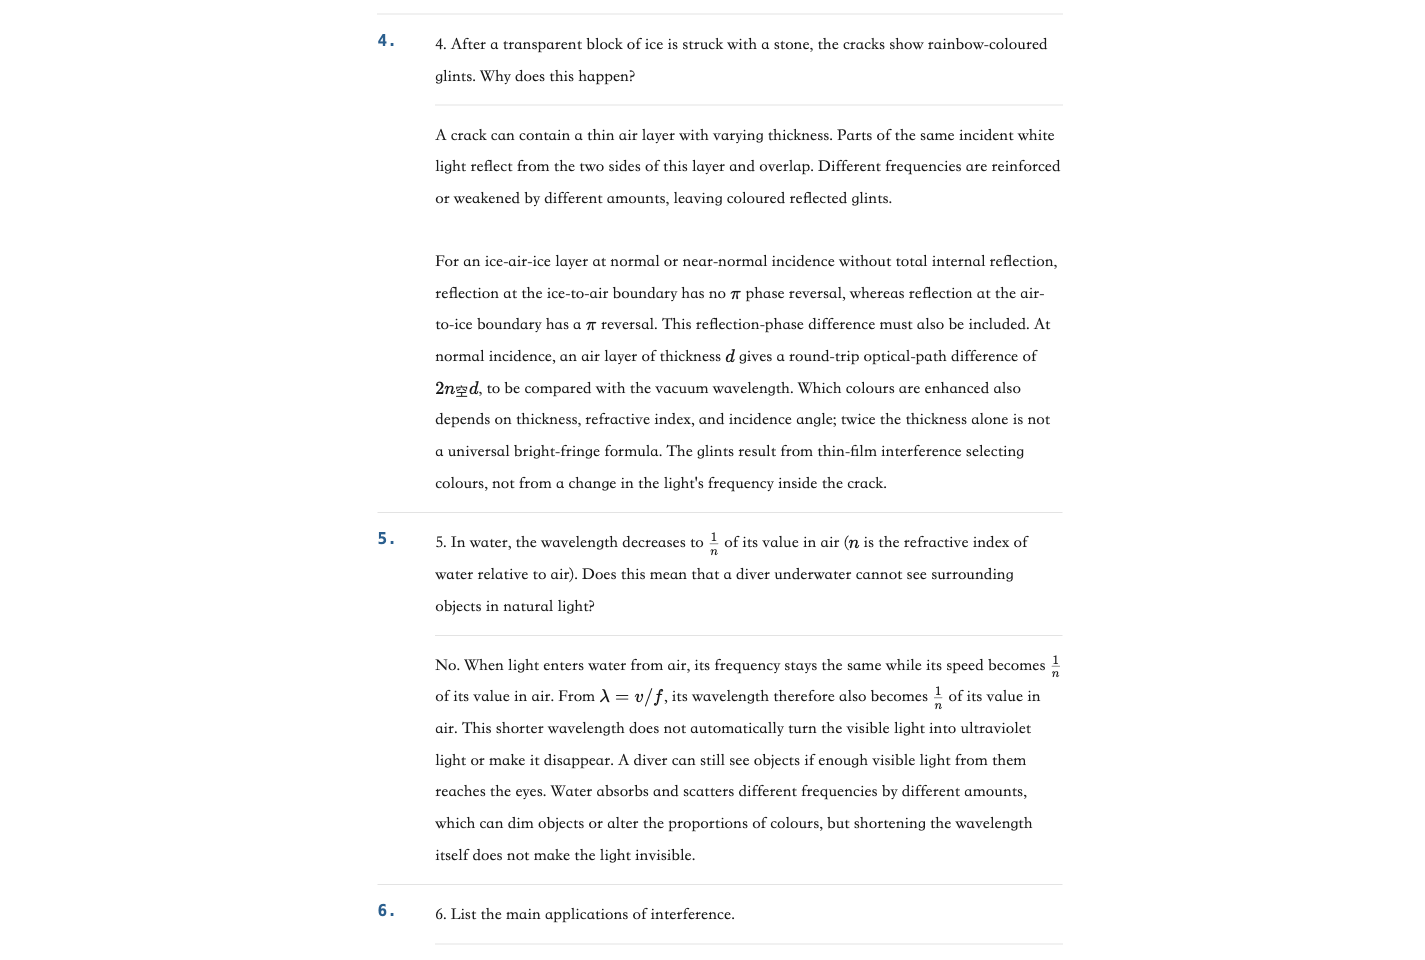 4.
4. After a transparent block of ice is struck with a stone, the cracks show rainbow-coloured
glints. Why does this happen?
A crack can contain a thin air layer with varying thickness. Parts of the same incident white
light reflect from the two sides of this layer and overlap. Different frequencies are reinforced
or weakened by different amounts, leaving coloured reflected glints.
For an ice-air-ice layer at normal or near-normal incidence without total internal reflection,
reflection at the ice-to-air boundary has no π phase reversal, whereas reflection at the air-
to-ice boundary has a π reversal. This reflection-phase difference must also be included. At
normal incidence, an air layer of thickness d gives a round-trip optical-path difference of
2n空d, to be compared with the vacuum wavelength. Which colours are enhanced also
depends on thickness, refractive index, and incidence angle; twice the thickness alone is not
a universal bright-fringe formula. The glints result from thin-film interference selecting
colours, not from a change in the light's frequency inside the crack.
5.
5. In water, the wavelength decreases to 1/n of its value in air (n is the refractive index of
water relative to air). Does this mean that a diver underwater cannot see surrounding
objects in natural light?
No. When light enters water from air, its frequency stays the same while its speed becomes 1/n
of its value in air. From λ = v/f, its wavelength therefore also becomes 1/n of its value in
air. This shorter wavelength does not automatically turn the visible light into ultraviolet
light or make it disappear. A diver can still see objects if enough visible light from them
reaches the eyes. Water absorbs and scatters different frequencies by different amounts,
which can dim objects or alter the proportions of colours, but shortening the wavelength
itself does not make the light invisible.
6.
6. List the main applications of interference.